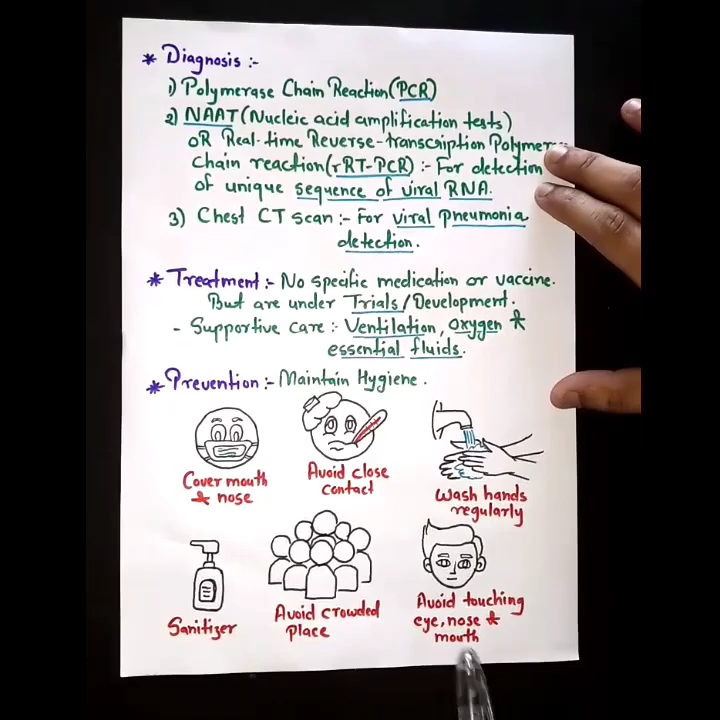 * Diagnosis :-
1) Polymerase Chain Reaction (PCR)
2) NAAT (Nucleic acid amplification tests)
OR Real-time Reverse-transcription
Chain reaction (rRT-PCR) :- For detection
of unique sequence of viral RNA.
3) Chest CT scan :- For viral pneumonia
detection.
* Treatment :- No specific medication or vaccine.
But are under Trials/Development.
- Supportive care :- Ventilation, Oxygen &
essential fluids.
* Prevention :- Maintain Hygiene.
Cover mouth
& nose
Avoid close
contact
Wash hands
regularly
Sanitizer
Avoid crowded
place
Avoid touching
eye, nose &
mouth